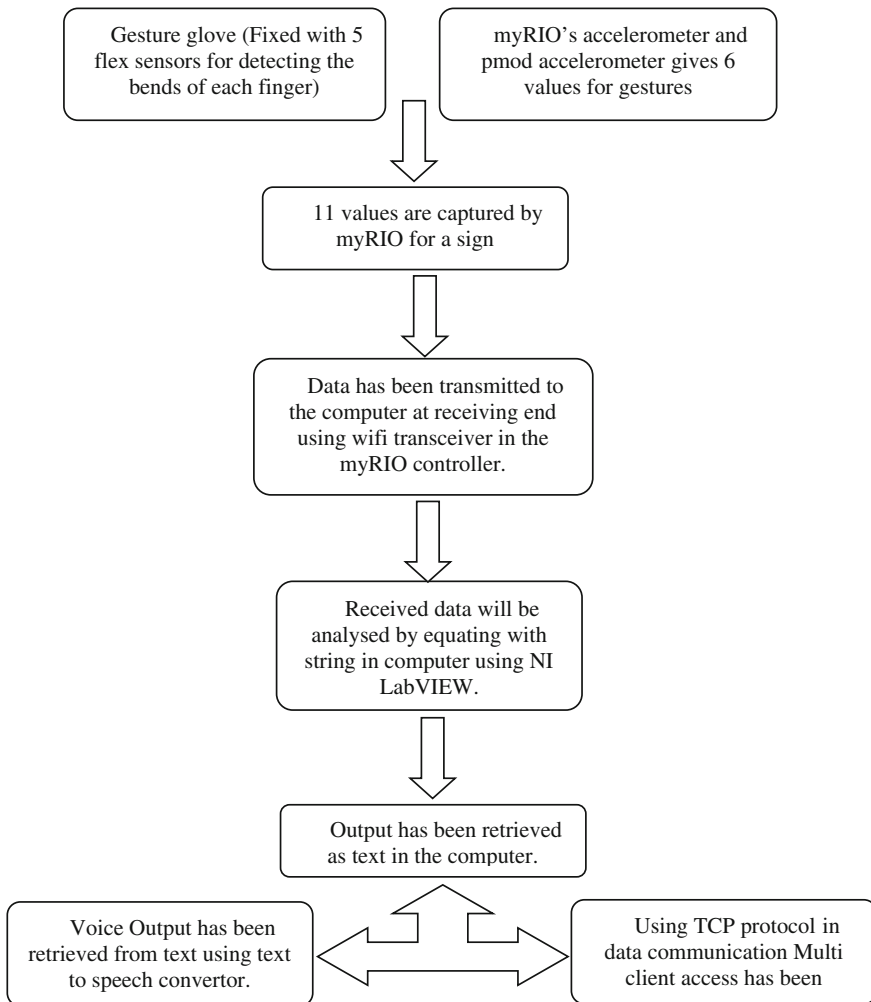 Gesture glove (Fixed with 5
flex sensors for detecting the
bends of each finger)
myRIO's accelerometer and
pmod accelerometer gives 6
values for gestures
11 values are captured by
myRIO for a sign
Data has been transmitted to
the computer at receiving end
using wifi transceiver in the
myRIO controller.
Received data will be
analysed by equating with
string in computer using NI
LabVIEW.
Output has been retrieved
as text in the computer.
Voice Output has been
retrieved from text using text
to speech convertor.
Using TCP protocol in
data communication Multi
client access has been